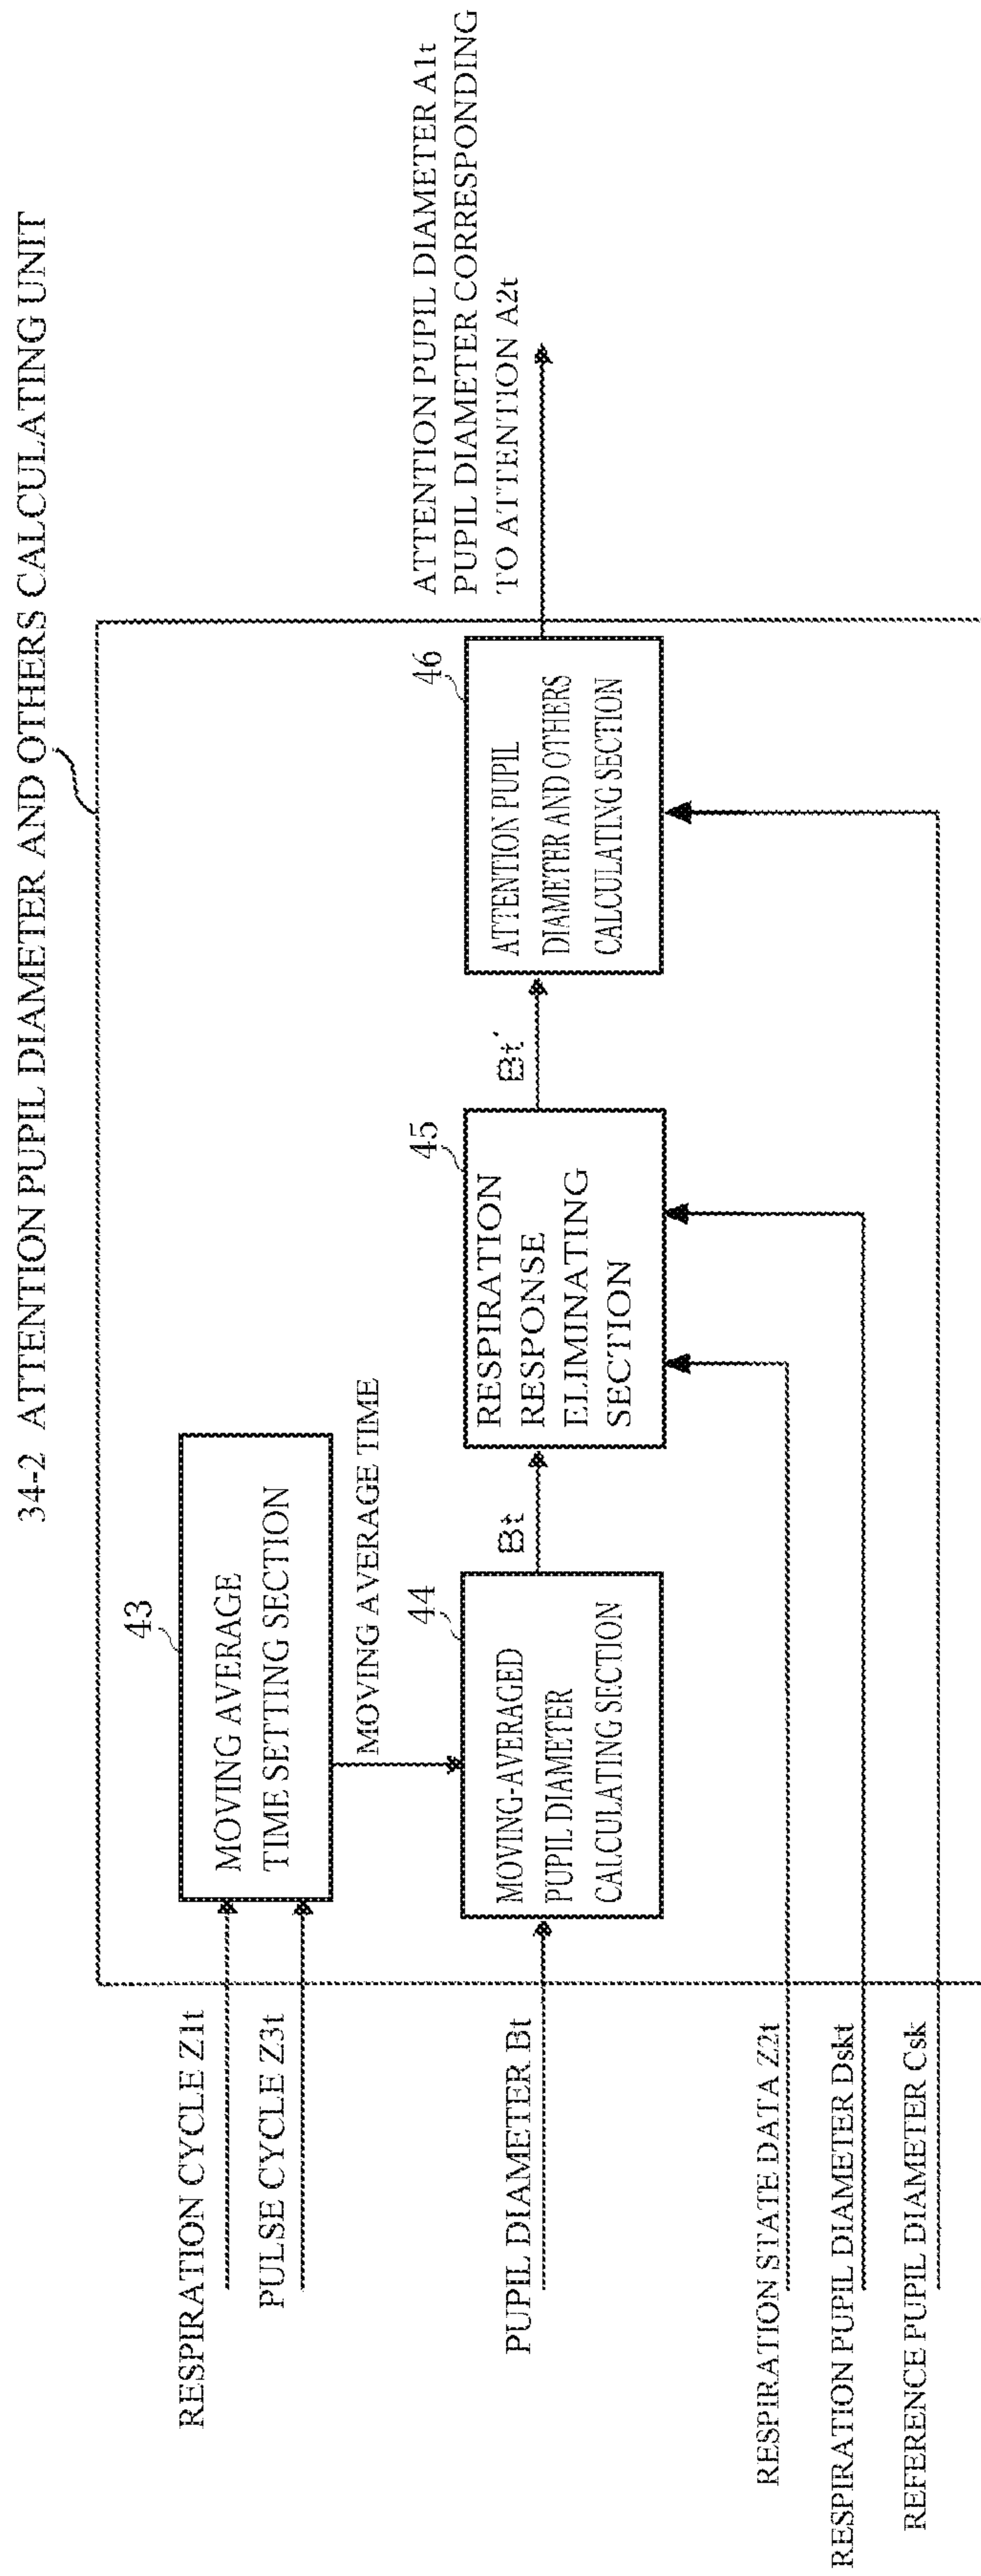 34-2 ATTENTION PUPIL DIAMETER AND OTHERS CALCULATING UNIT
RESPIRATION CYCLE Z1t
PULSE CYCLE Z3t
43
MOVING AVERAGE
TIME SETTING SECTION
MOVING AVERAGE TIME
PUPIL DIAMETER Bt
44
MOVING-AVERAGED
PUPIL DIAMETER
CALCULATING SECTION
Bt
45
RESPIRATION
RESPONSE
ELIMINATING
SECTION
Bt´
46
ATTENTION PUPIL
DIAMETER AND OTHERS
CALCULATING SECTION
ATTENTION PUPIL DIAMETER A1t
PUPIL DIAMETER CORRESPONDING
TO ATTENTION A2t
RESPIRATION STATE DATA Z2t
RESPIRATION PUPIL DIAMETER Dskt
REFERENCE PUPIL DIAMETER Csk